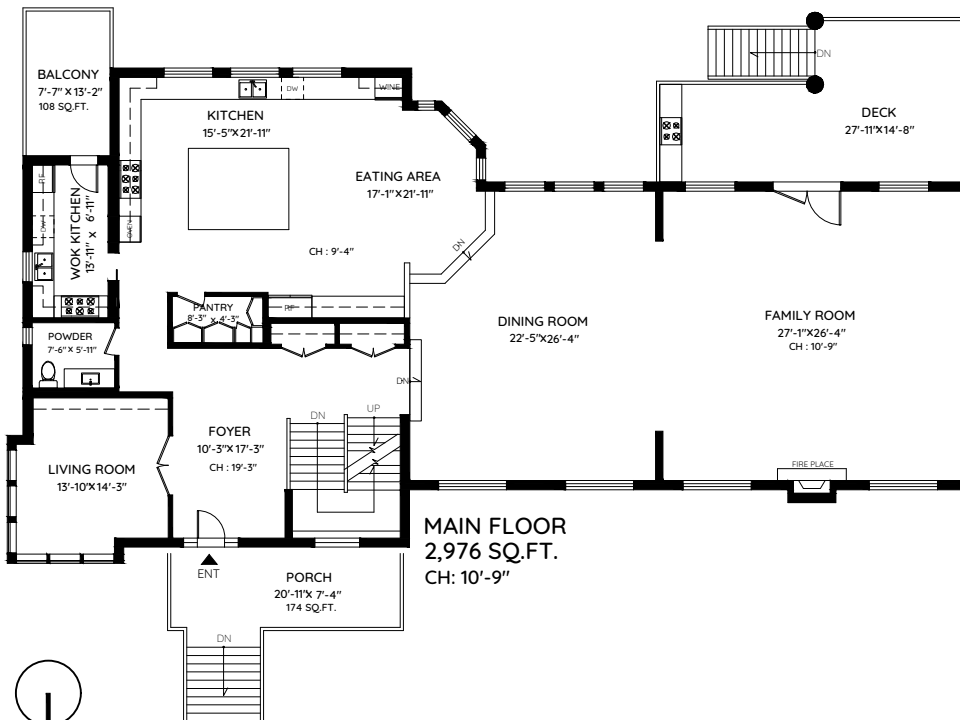 BALCONY
7'-7" X 13'-2"
108 SQ.FT.
KITCHEN
15'-5"X21'-11"
DW
WINE
EATING AREA
17'-1"X21'-11"
CH : 9'-4"
DN
R/F
DW
WOK KITCHEN
13'-11" x 6'-11"
OVEN
PANTRY
8'-3" x 4'-3"
R/F
POWDER
7'-6" X 5'-11"
DN
DECK
27'-11"X14'-8"
DINING ROOM
22'-5"X26'-4"
FAMILY ROOM
27'-1"X26'-4"
CH : 10'-9"
FIRE PLACE
DN
LIVING ROOM
13'-10"X14'-3"
FOYER
10'-3"X17'-3"
CH : 19'-3"
DN
UP
MAIN FLOOR
2,976 SQ.FT.
CH: 10'-9"
ENT
PORCH
20'-11"X 7'-4"
174 SQ.FT.
DN